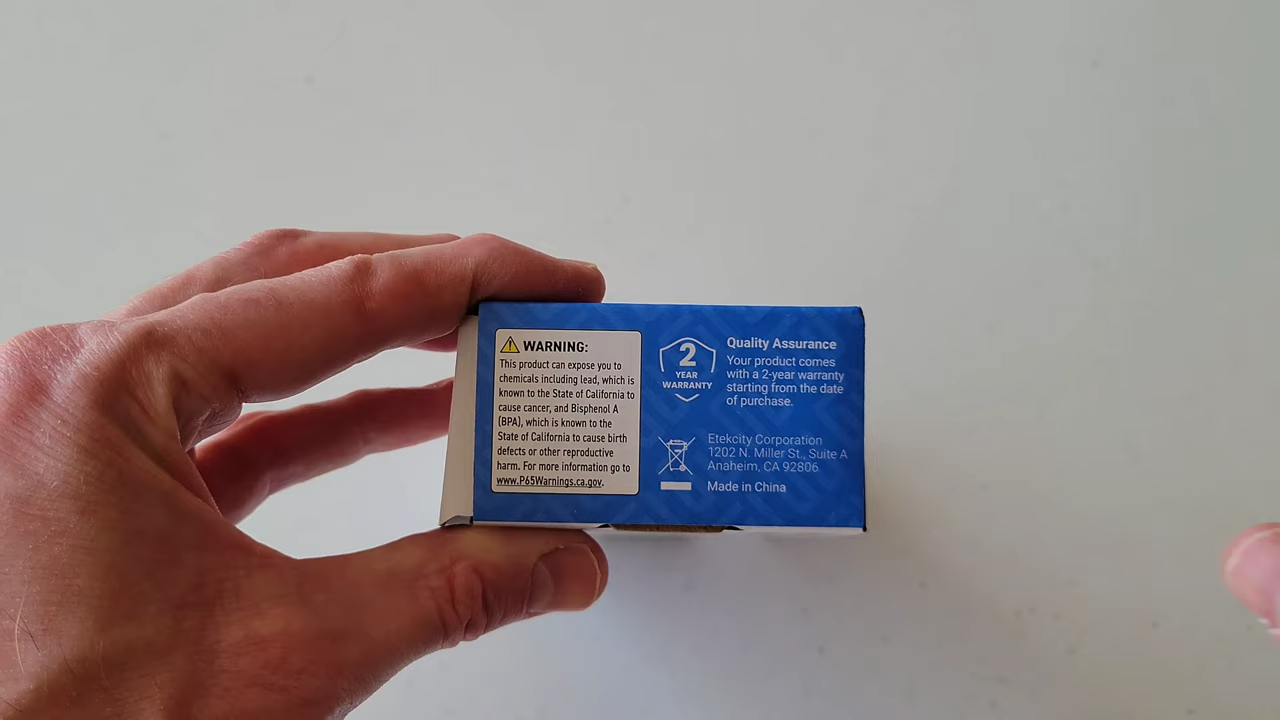 WARNING:
This product can expose you to
chemicals including lead, which is
known to the State of California to
cause cancer, and Bisphenol A
(BPA), which is known to the
State of California to cause birth
defects or other reproductive
harm. For more information go to
www.P65Warnings.ca.gov.
2
YEAR
WARRANTY
Quality Assurance
Your product comes
with a 2-year warranty
starting from the date
of purchase.
Etekcity Corporation
1202 N. Miller St., Suite A
Anaheim, CA 92806
Made in China